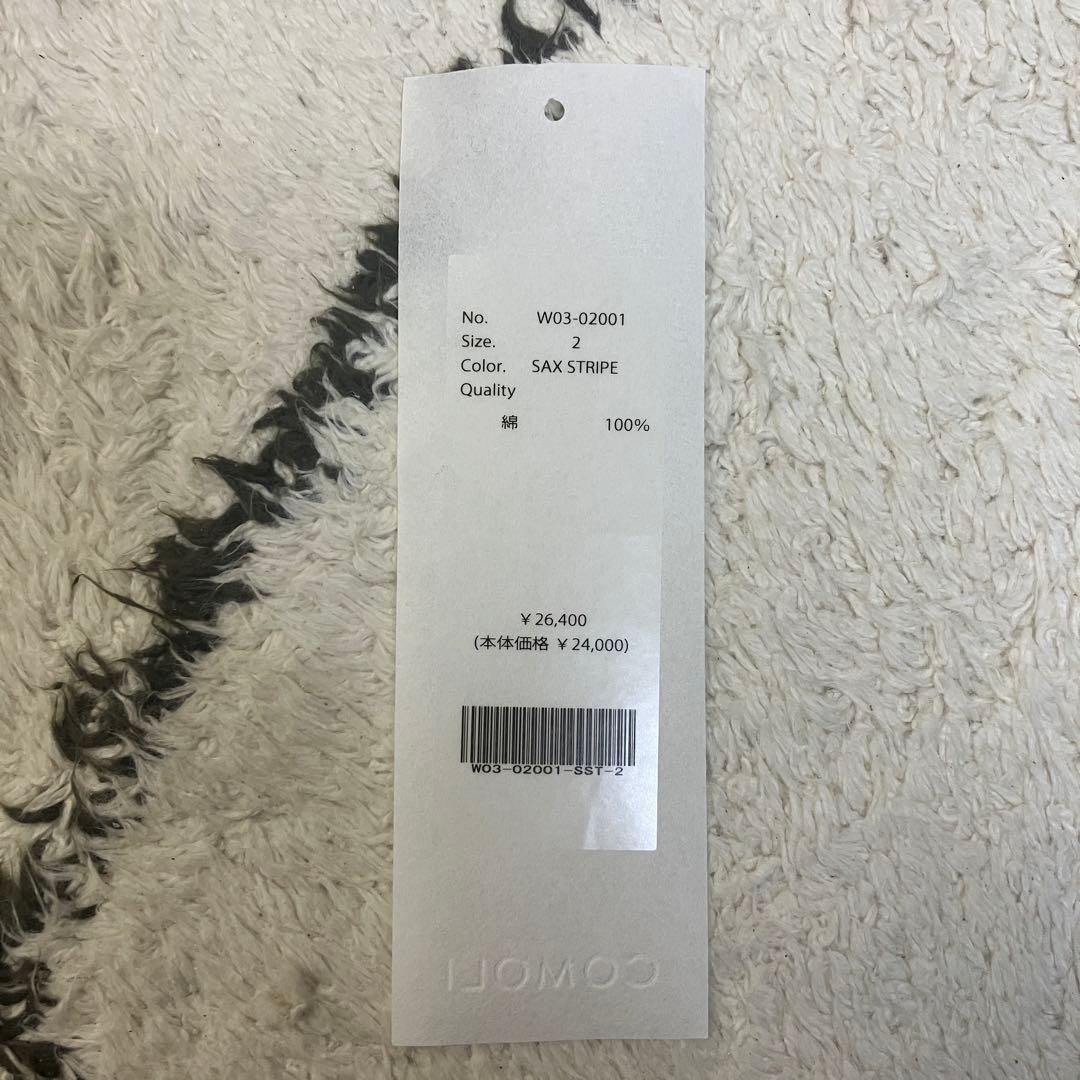 No. W03-02001
Size. 2
Color. SAX STRIPE
Quality
綿 100%
¥26,400
(本体価格 ¥24,000)
W03-02001-SST-2
COMOLI